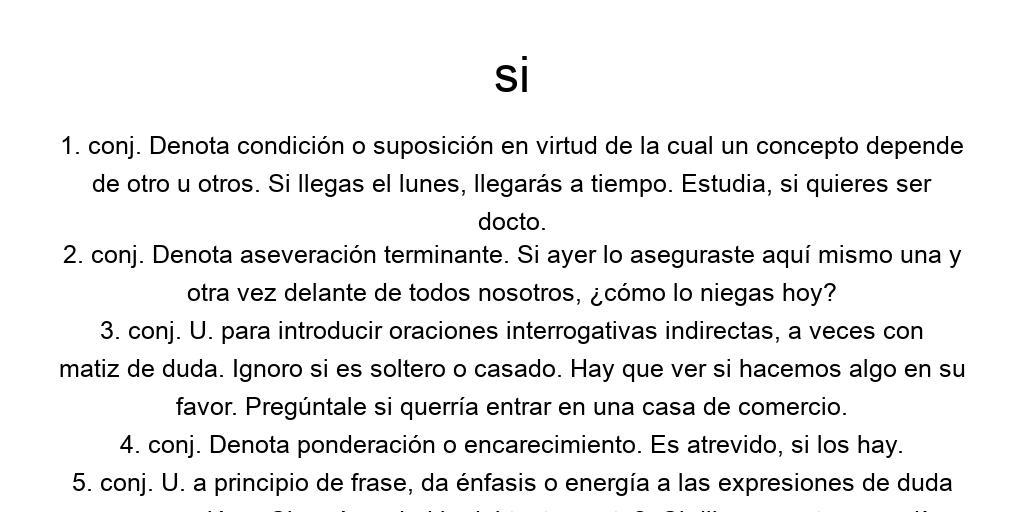 si
1. conj. Denota condición o suposición en virtud de la cual un concepto depende
de otro u otros. Si llegas el lunes, llegarás a tiempo. Estudia, si quieres ser
docto.
2. conj. Denota aseveración terminante. Si ayer lo aseguraste aquí mismo una y
otra vez delante de todos nosotros, ¿cómo lo niegas hoy?
3. conj. U. para introducir oraciones interrogativas indirectas, a veces con
matiz de duda. Ignoro si es soltero o casado. Hay que ver si hacemos algo en su
favor. Pregúntale si querría entrar en una casa de comercio.
4. conj. Denota ponderación o encarecimiento. Es atrevido, si los hay.
5. conj. U. a principio de frase, da énfasis o energía a las expresiones de duda